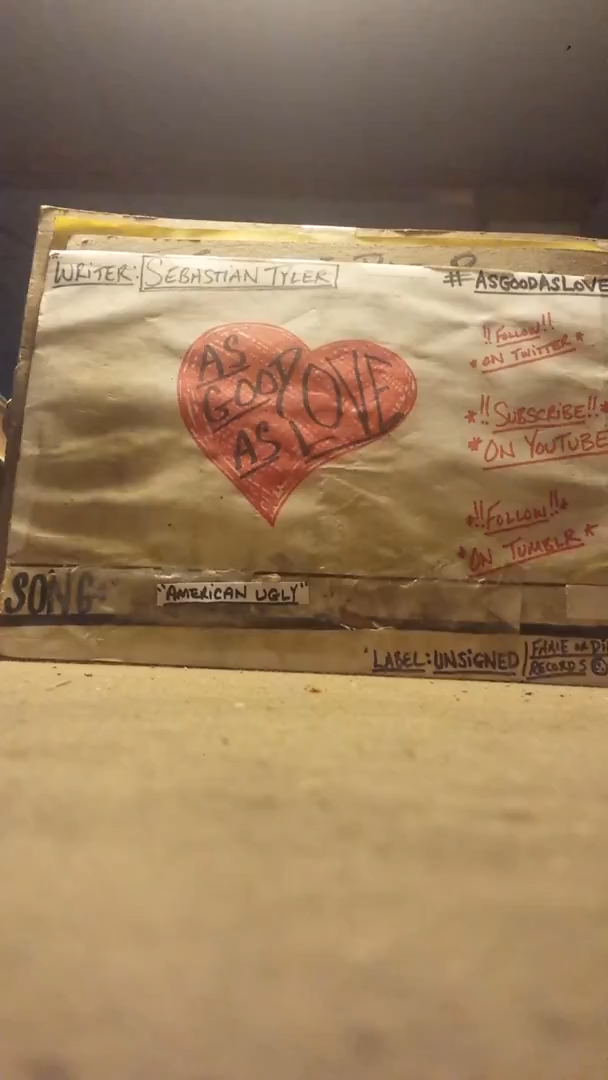 WRITER: SEBASTIAN TYLER
#ASGOODASLOVE
AS
GOOD
AS LOVE
!!FOLLOW!!
*ON TWITTER*
*!!SUBSCRIBE!!*
*ON YOUTUBE
*!!FOLLOW!!*
*ON TUMBLR*
SONG:
"AMERICAN UGLY"
LABEL: UNSIGNED
RECORDS